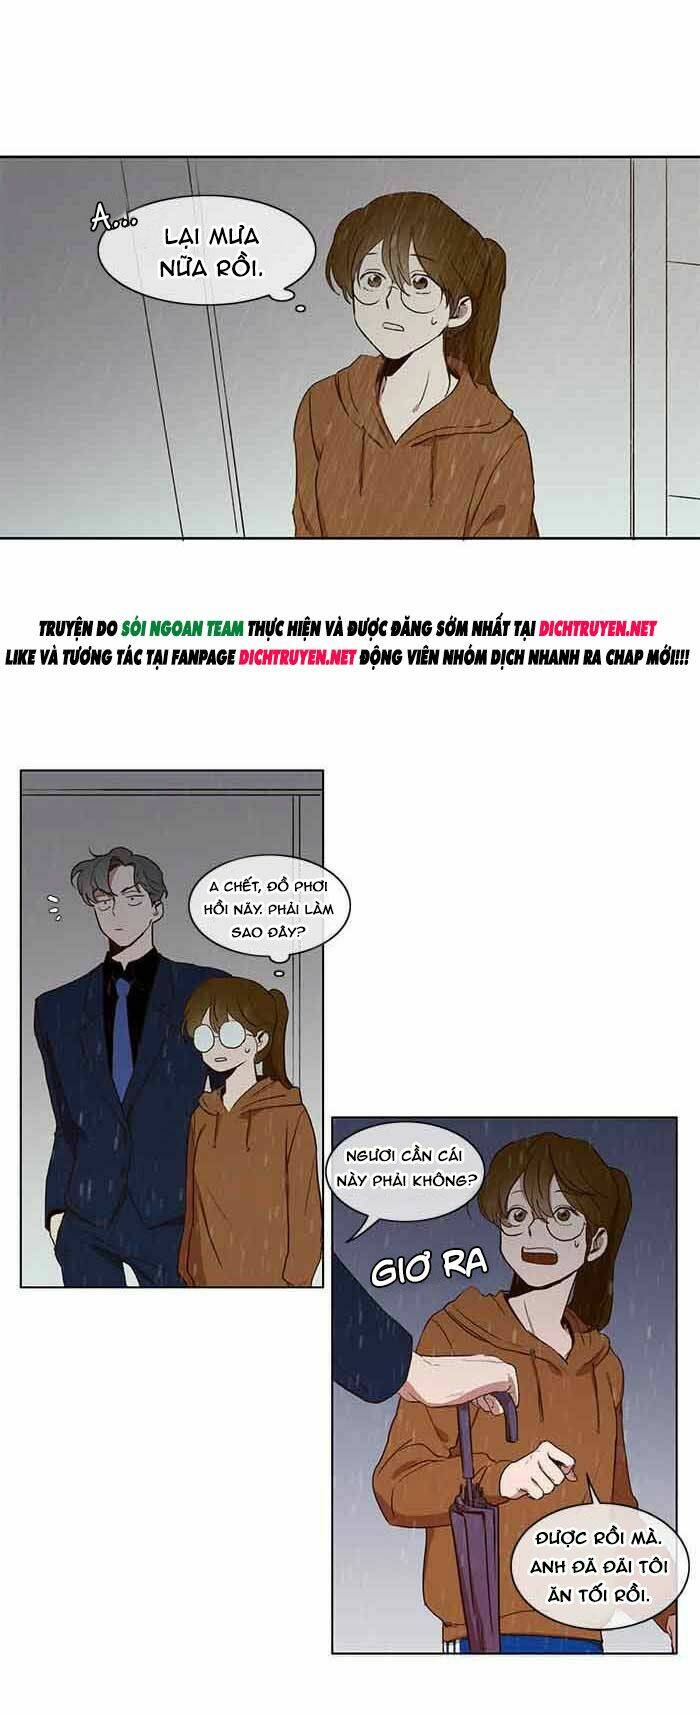 A...
LẠI MƯA
NỮA RỒI.
TRUYỆN DO SÓI NGOAN TEAM THỰC HIỆN VÀ ĐƯỢC ĐĂNG SỚM NHẤT TẠI DICHTRUYEN.NET
LIKE VÀ TƯƠNG TÁC TẠI FANPAGE DICHTRUYEN.NET ĐỘNG VIÊN NHÓM DỊCH NHANH RA CHAP MỚI!!!
A CHẾT, ĐỒ PHƠI
HỒI NÃY. PHẢI LÀM
SAO ĐÂY?
NGƯƠI CẦN CÁI
NÀY PHẢI KHÔNG?
GIƠ RA
ĐƯỢC RỒI MÀ.
ANH ĐÃ ĐÃI TÔI
ĂN TỐI RỒI.